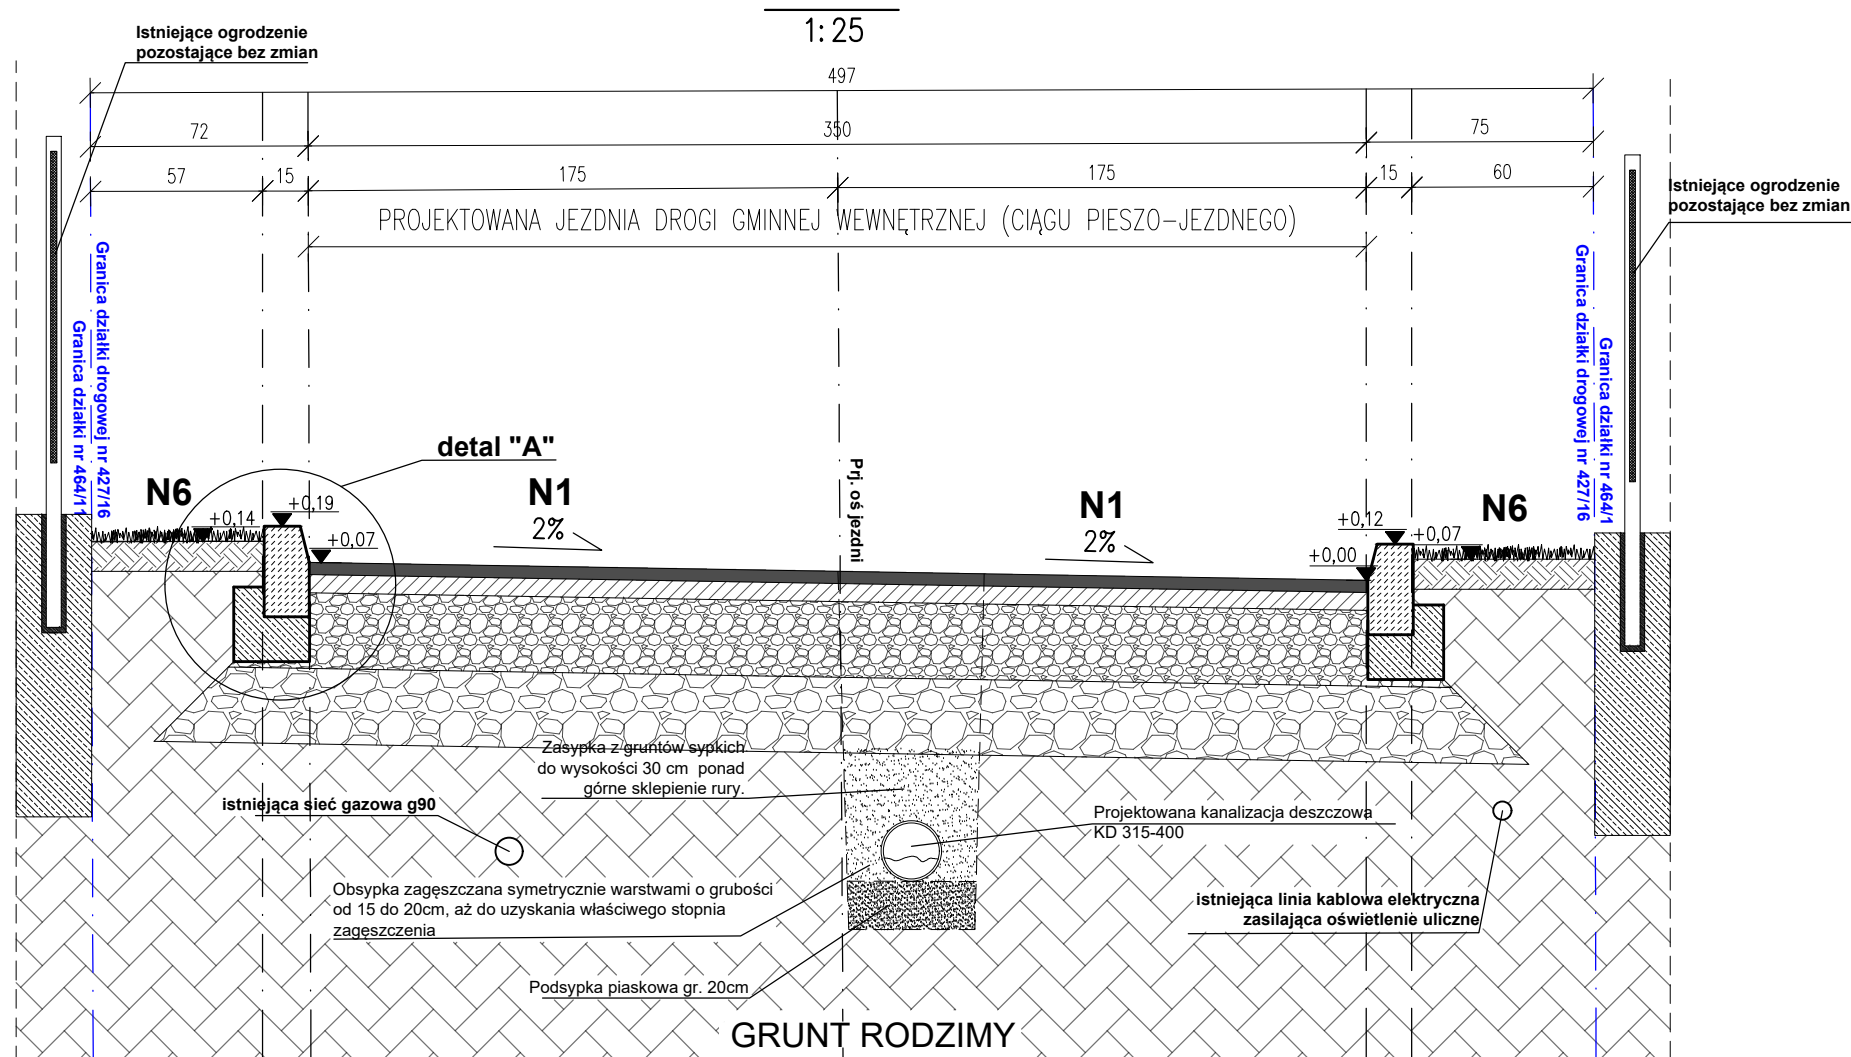 1:25
Istniejące ogrodzenie
pozostające bez zmian
497
72
350
75
57
15
175
175
15
60
Istniejące ogrodzenie
pozostające bez zmian
PROJEKTOWANA JEZDNIA DROGI GMINNEJ WEWNĘTRZNEJ (CIĄGU PIESZO-JEZDNEGO)
Granica działki drogowej nr 427/16
Granica działki nr 464/1
Granica działki drogowej nr 427/16
Granica działki nr 464/1
Prj. oś jezdni
detal "A"
N6
N1
N1
N6
2%
2%
+0,14
+0,19
+0,07
+0,12
+0,07
+0,00
Zasypka z gruntów sypkich
do wysokości 30 cm ponad
górne sklepienie rury.
istniejąca sieć gazowa g90
Projektowana kanalizacja deszczowa
KD 315-400
Obsypka zagęszczana symetrycznie warstwami o grubości
od 15 do 20cm, aż do uzyskania właściwego stopnia
zagęszczenia
istniejąca linia kablowa elektryczna
zasilająca oświetlenie uliczne
Podsypka piaskowa gr. 20cm
GRUNT RODZIMY